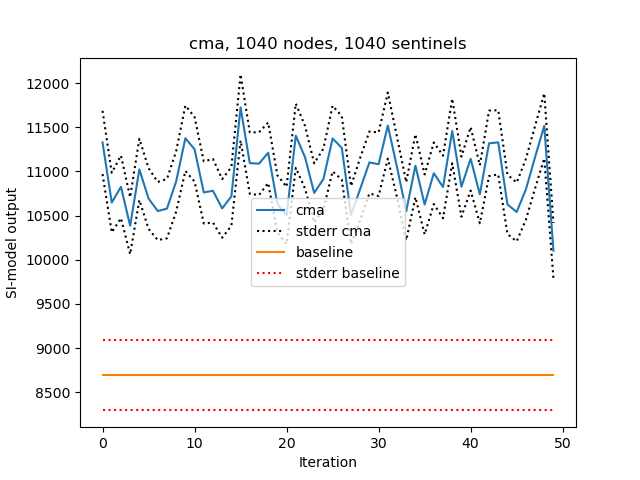 cma, 1040 nodes, 1040 sentinels
SI-model output
12000
11500
11000
10500
10000
9500
9000
8500
cma
stderr cma
baseline
stderr baseline
0
10
20
30
40
50
Iteration